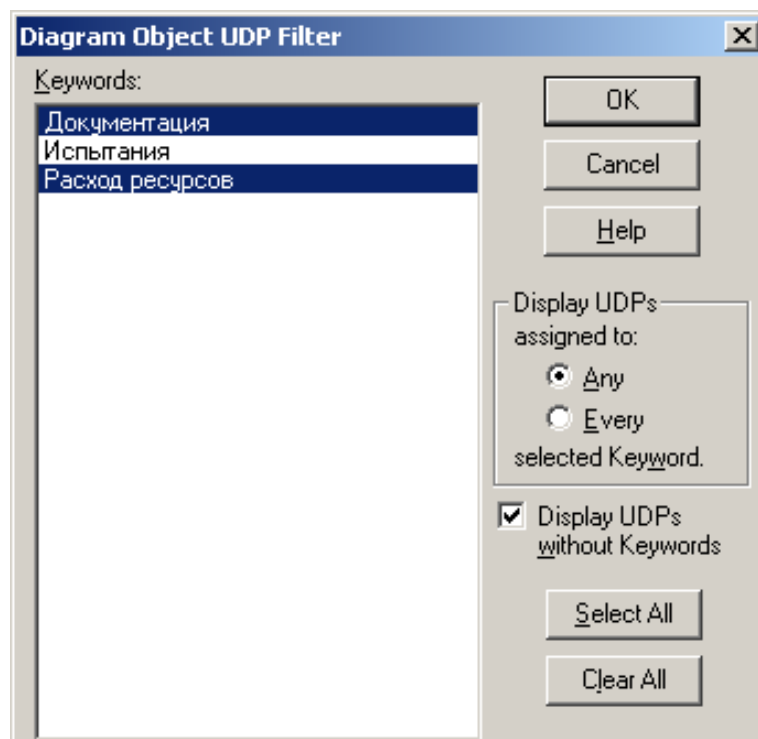 Diagram Object UDP Filter
Keywords:
Документация
Испытания
Расход ресурсов
OK
Cancel
Help
Display UDPs
assigned to:
Any
Every
selected Keyword.
Display UDPs
without Keywords
Select All
Clear All